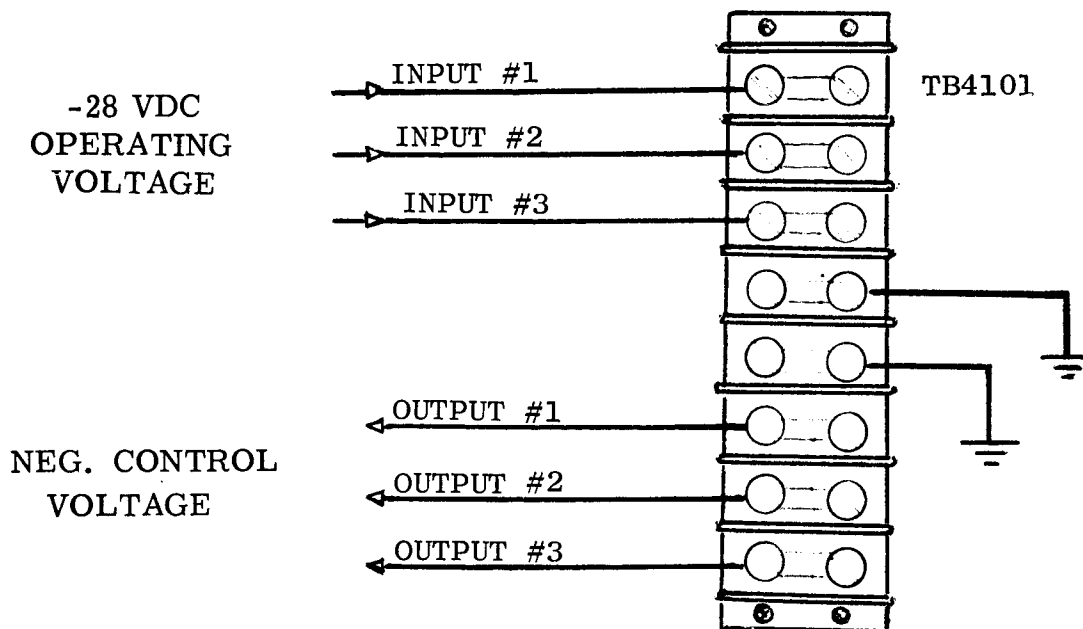 INPUT #1
TB4101
-28 VDC
OPERATING
VOLTAGE
INPUT #2
INPUT #3
OUTPUT #1
NEG. CONTROL
VOLTAGE
OUTPUT #2
OUTPUT #3